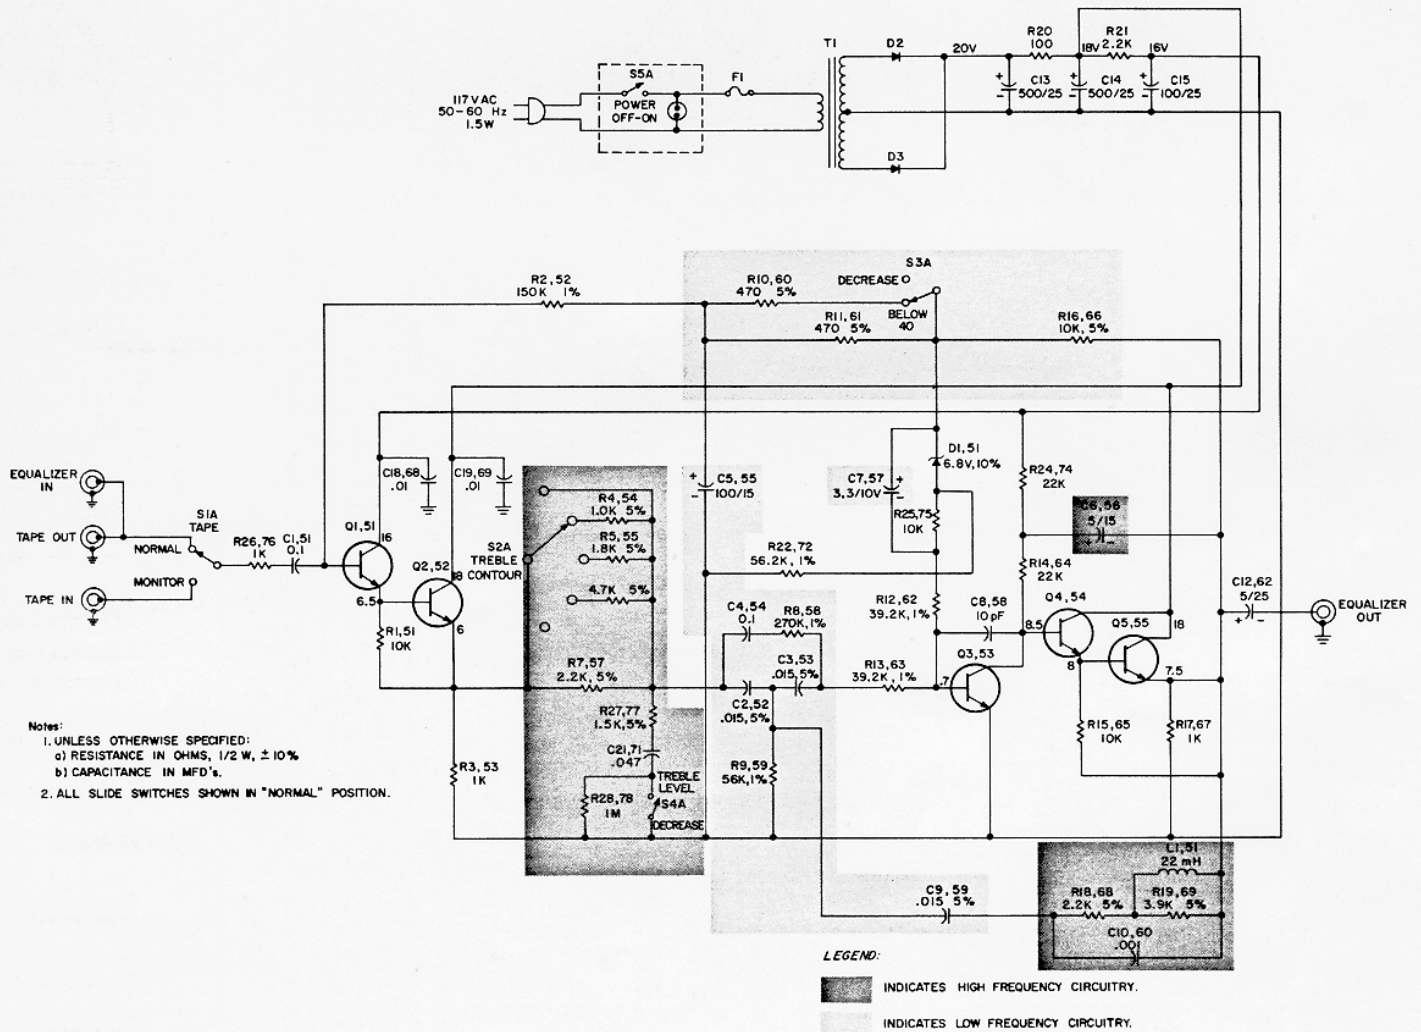 T1
D2
20V
R20
100
18V
R21
2.2K
16V
S5A
POWER
OFF-ON
F1
117 VAC
50-60 Hz
1.5W
+
-
C13
500/25
+
-
C14
500/25
+
-
C15
100/25
D3
S3A
DECREASE
BELOW
40
R2,52
150K 1%
R10,60
470 5%
R11,61
470 5%
R16,66
10K, 5%
EQUALIZER
IN
TAPE OUT
TAPE IN
S1A
TAPE
NORMAL
MONITOR
R26,76
1K
C1,51
0.1
Q1,51
16
6.5
C18,68
.01
C19,69
.01
Q2,52
18
6
R1,51
10K
R3,53
1K
S2A
TREBLE
CONTOUR
R4,54
1.0K 5%
R5,55
1.8K 5%
4.7K 5%
R7,57
2.2K, 5%
R27,77
1.5K,5%
C21,71
.047
R28,78
1M
TREBLE
LEVEL
S4A
DECREASE
+
-
C5,55
100/15
R22,72
56.2K, 1%
C4,54
0.1
R8,58
270K, 1%
C3,53
.015,5%
C2,52
.015,5%
R9,59
56K,1%
R13,63
39.2K, 1%
C7,57
3.3/10V
+
-
D1,51
6.8V,10%
R25,75
10K
R12,62
39.2K,1%
C8,58
10pF
Q3,53
.7
R24,74
22K
R14,64
22K
C6,56
5/15
+
-
Q4,54
8.5
8
Q5,55
18
7.5
R15,65
10K
R17,67
1K
C12,62
5/25
+
-
EQUALIZER
OUT
C9,59
.015 5%
L1,51
22 mH
R18,68
2.2K 5%
R19,69
3.9K 5%
C10,60
.001
Notes:
1. UNLESS OTHERWISE SPECIFIED:
a) RESISTANCE IN OHMS, 1/2 W, ± 10%
b) CAPACITANCE IN MFD's.
2. ALL SLIDE SWITCHES SHOWN IN "NORMAL" POSITION.
LEGEND:
INDICATES HIGH FREQUENCY CIRCUITRY.
INDICATES LOW FREQUENCY CIRCUITRY.